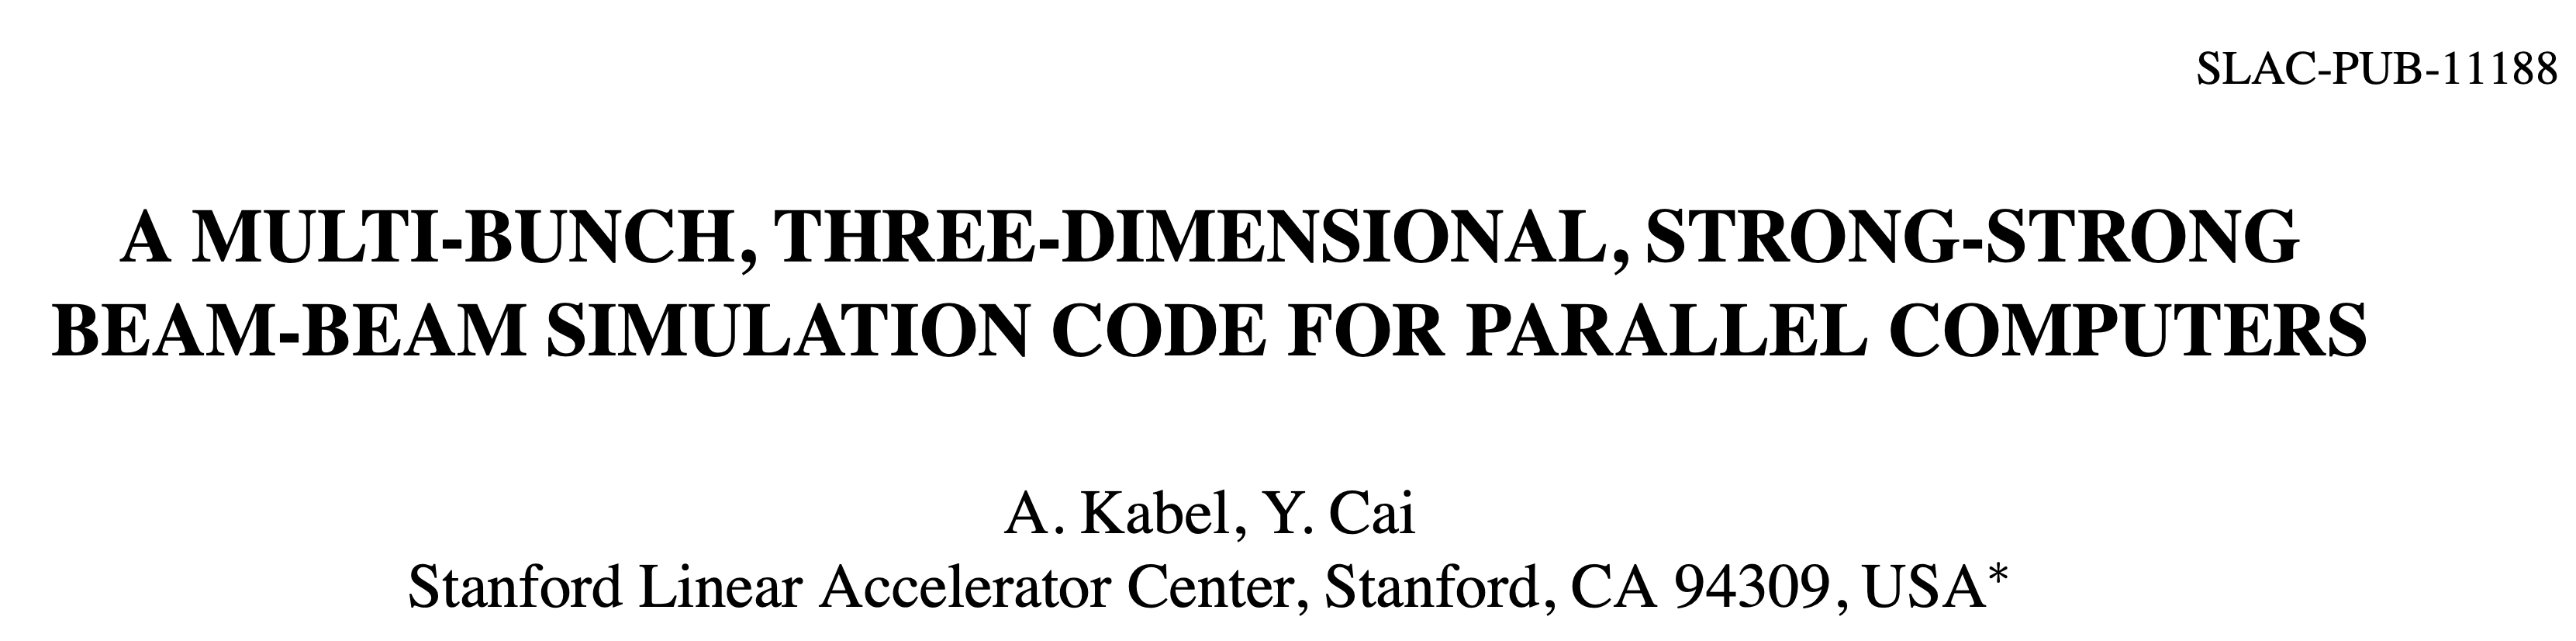 SLAC-PUB-11188
A MULTI-BUNCH, THREE-DIMENSIONAL, STRONG-STRONG
BEAM-BEAM SIMULATION CODE FOR PARALLEL COMPUTERS
A. Kabel, Y. Cai
Stanford Linear Accelerator Center, Stanford, CA 94309, USA*